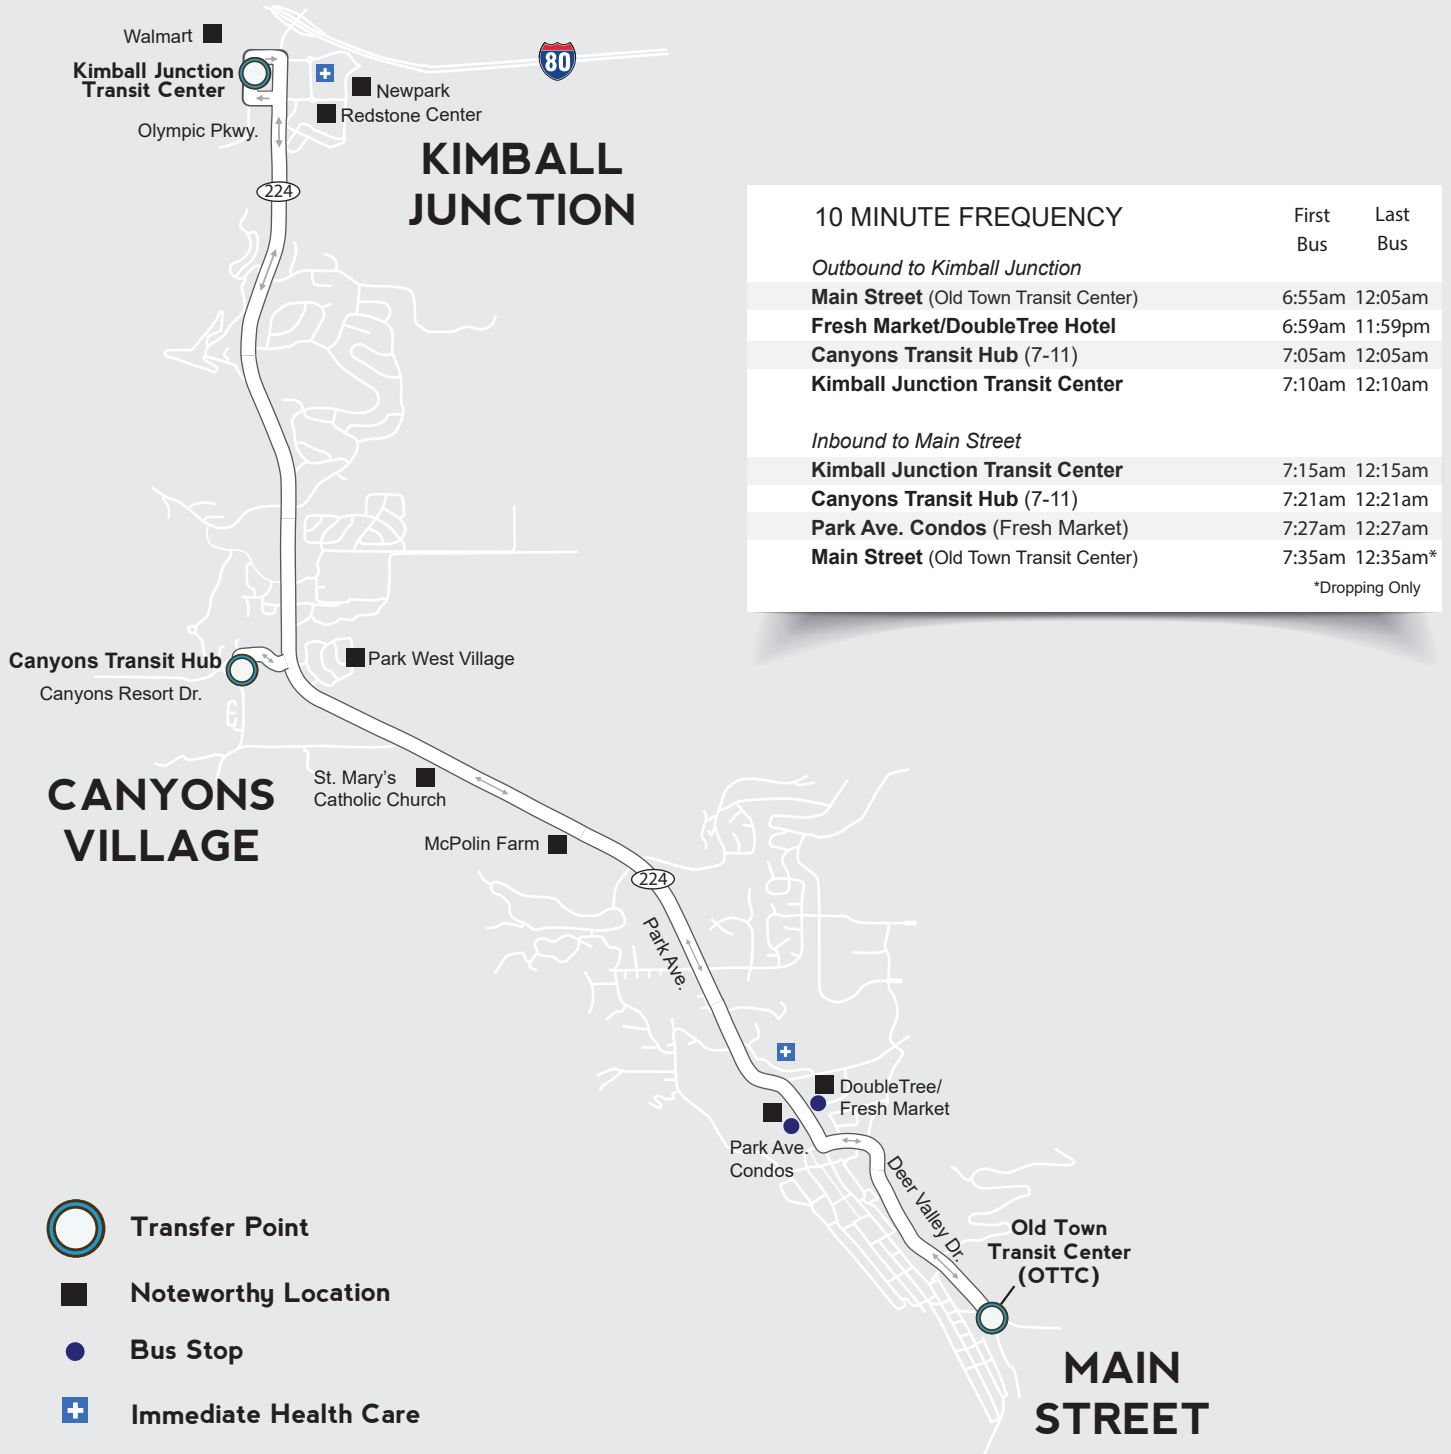 Walmart
Kimball Junction
Transit Center
80
Newpark
Redstone Center
Olympic Pkwy.
KIMBALL
JUNCTION
224
10 MINUTE FREQUENCY First Bus Last Bus
Outbound to Kimball Junction
Main Street (Old Town Transit Center) 6:55am 12:05am
Fresh Market/DoubleTree Hotel 6:59am 11:59pm
Canyons Transit Hub (7-11) 7:05am 12:05am
Kimball Junction Transit Center 7:10am 12:10am
Inbound to Main Street
Kimball Junction Transit Center 7:15am 12:15am
Canyons Transit Hub (7-11) 7:21am 12:21am
Park Ave. Condos (Fresh Market) 7:27am 12:27am
Main Street (Old Town Transit Center) 7:35am 12:35am*
*Dropping Only
Canyons Transit Hub
Canyons Resort Dr.
Park West Village
CANYONS
VILLAGE
St. Mary's
Catholic Church
McPolin Farm
224
Park Ave.
DoubleTree/
Fresh Market
Park Ave.
Condos
Deer Valley Dr.
Old Town
Transit Center
(OTTC)
MAIN
STREET
Transfer Point
Noteworthy Location
Bus Stop
Immediate Health Care